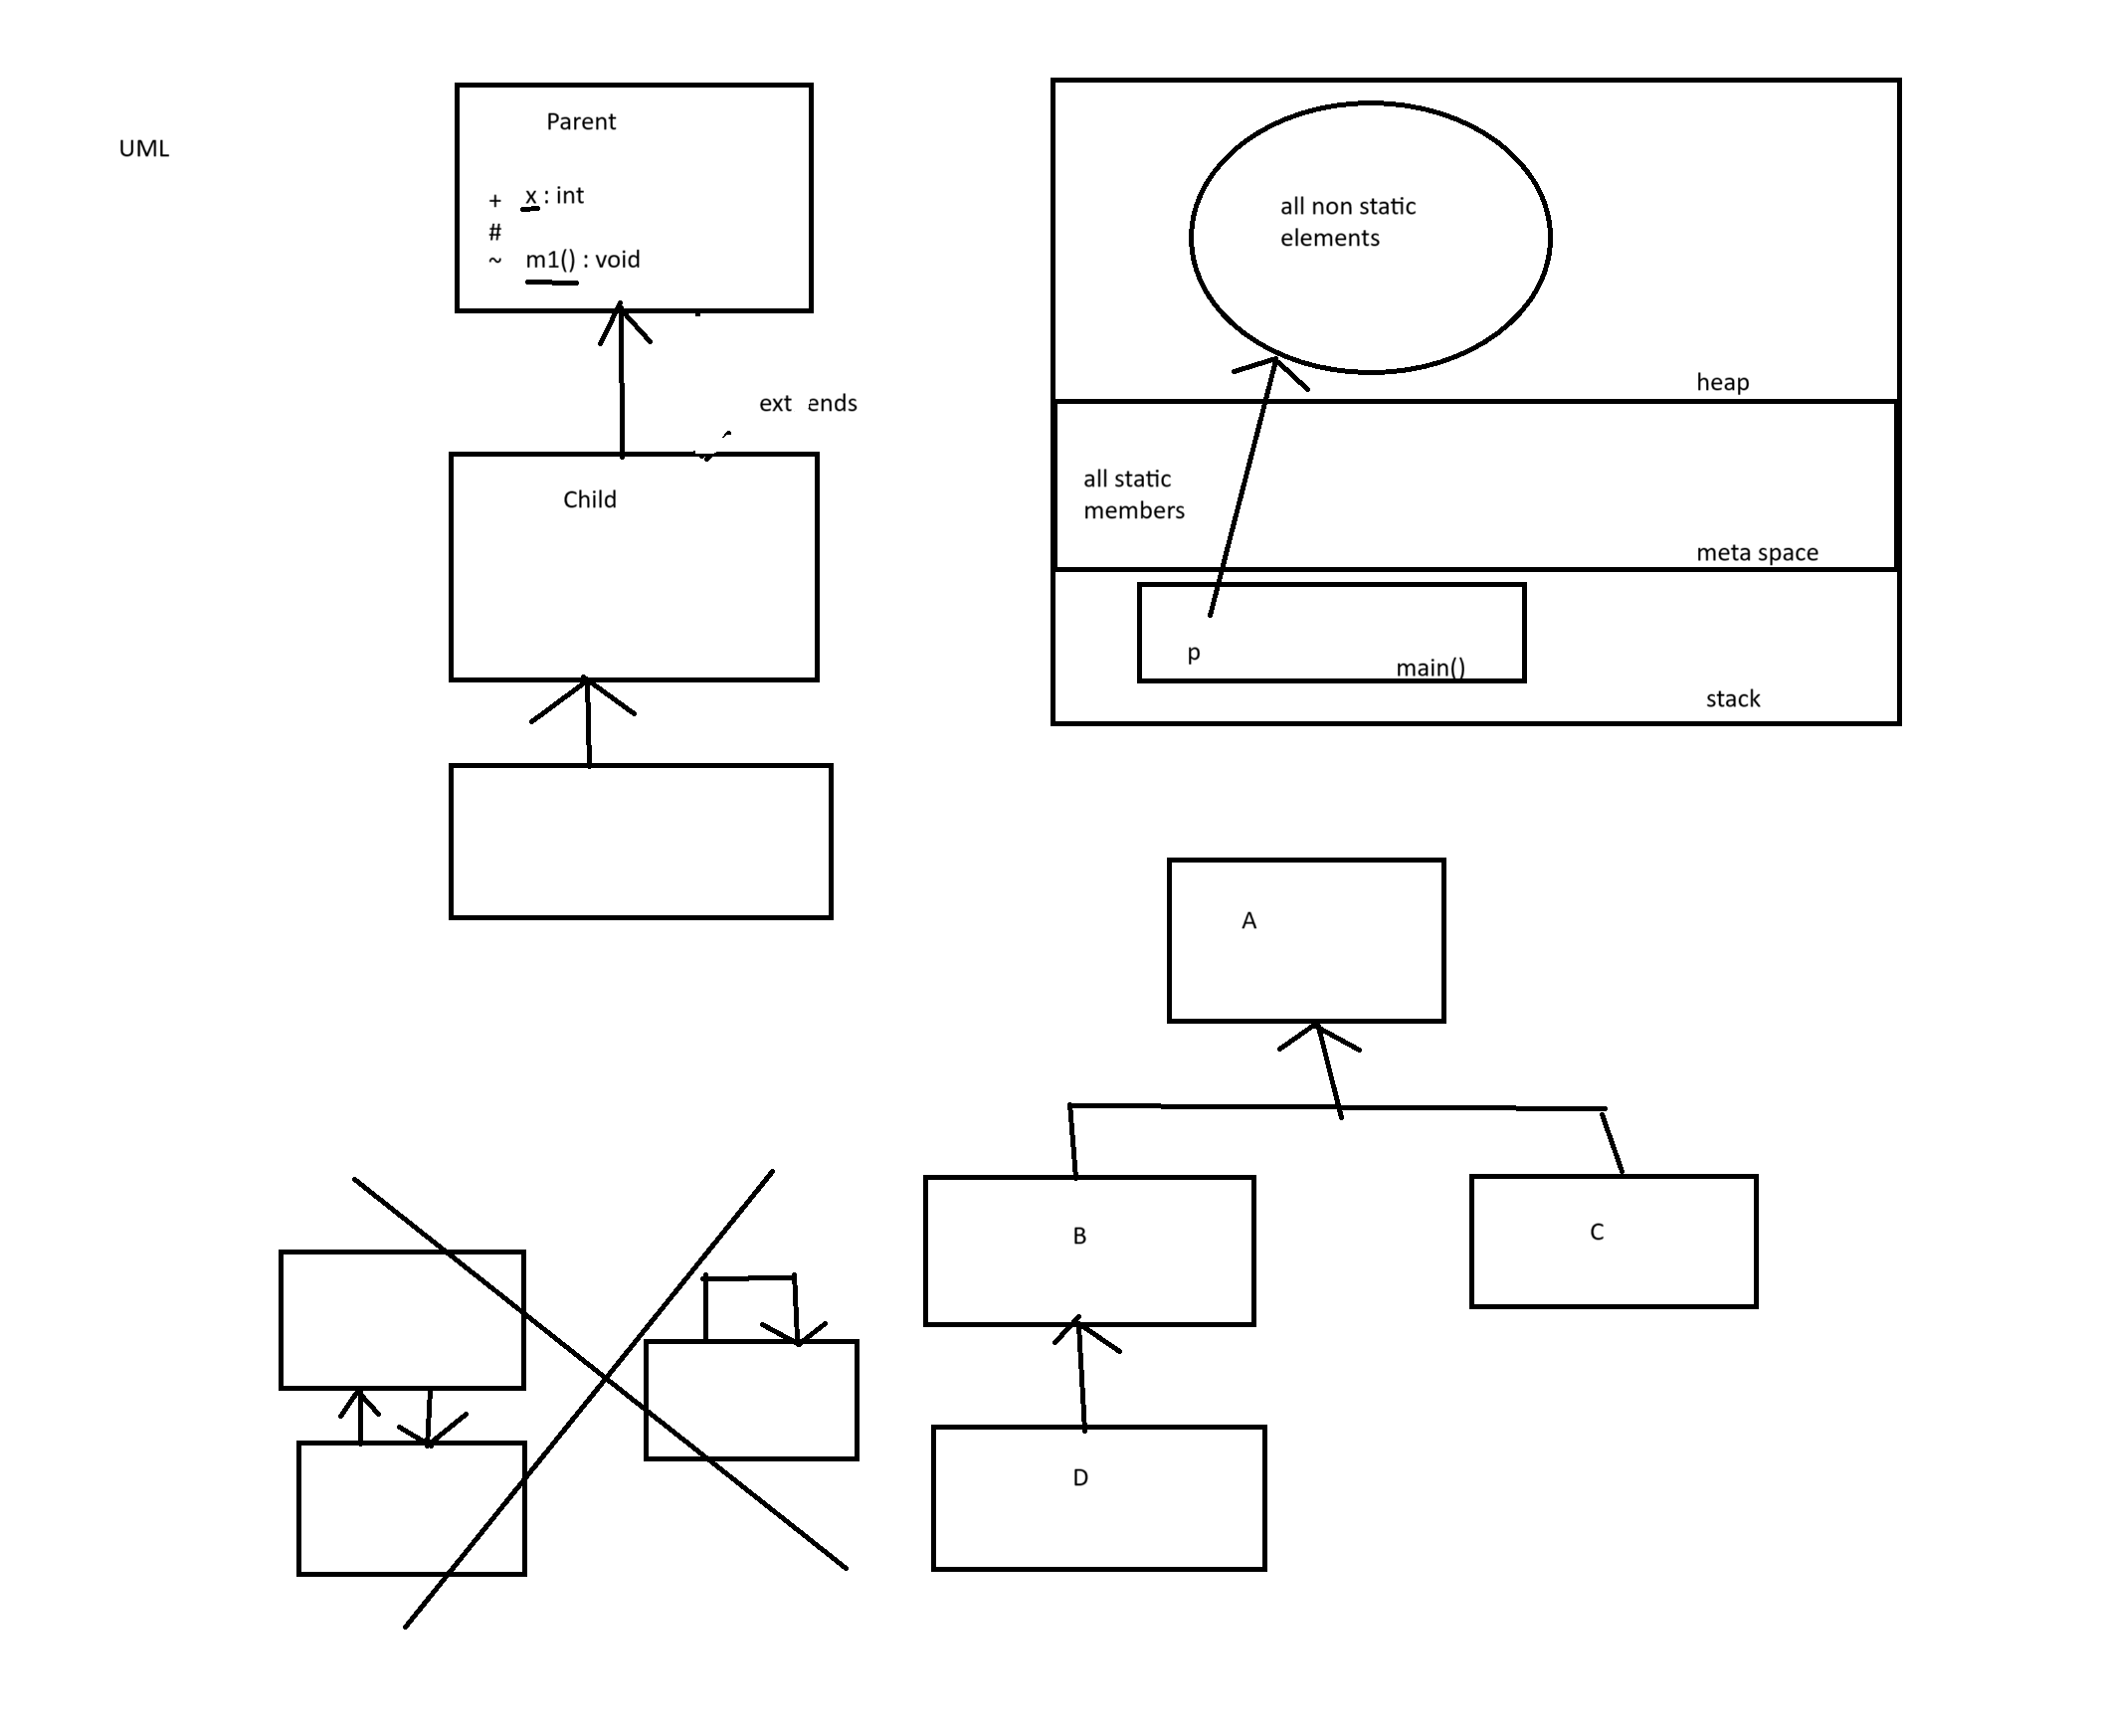 UML
Parent
+ x : int
#
~ m1() : void
ext ends
Child
all non static
elements
heap
all static
members
meta space
p
main()
stack
A
B
C
D